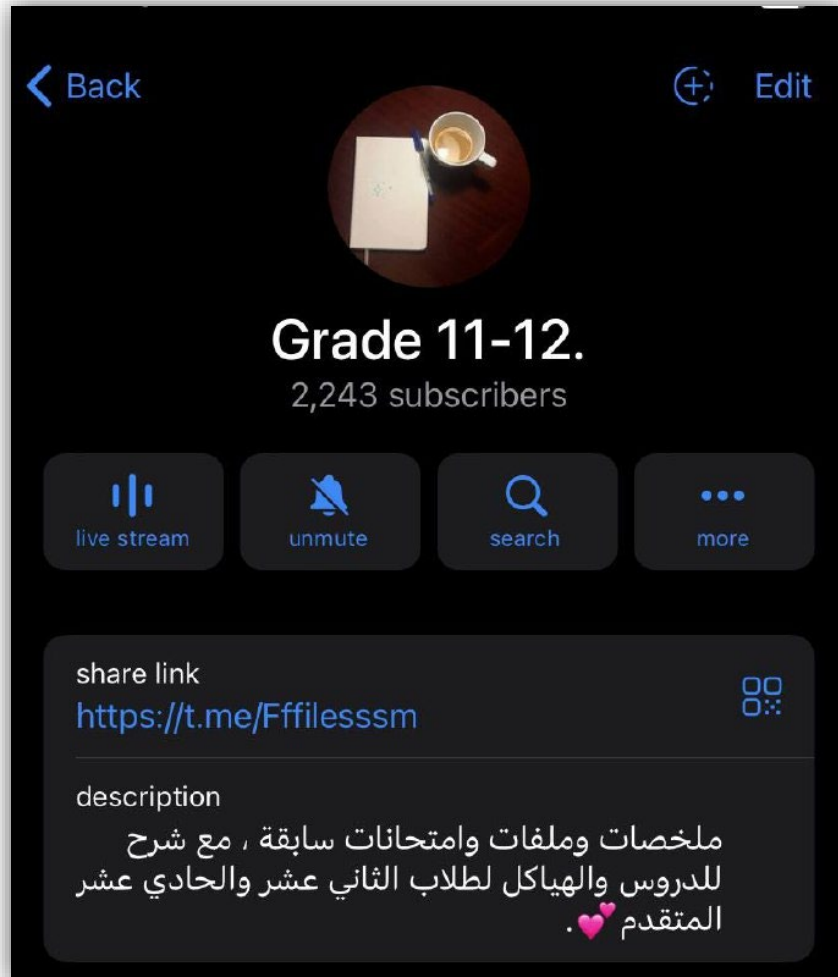 Back
Edit
Grade 11-12.
2,243 subscribers
live stream
unmute
search
more
share link
https://t.me/Fffilesssm
description
ملخصات وملفات وامتحانات سابقة ، مع شرح
للدروس والهياكل لطلاب الثاني عشر والحادي عشر
المتقدم💕.